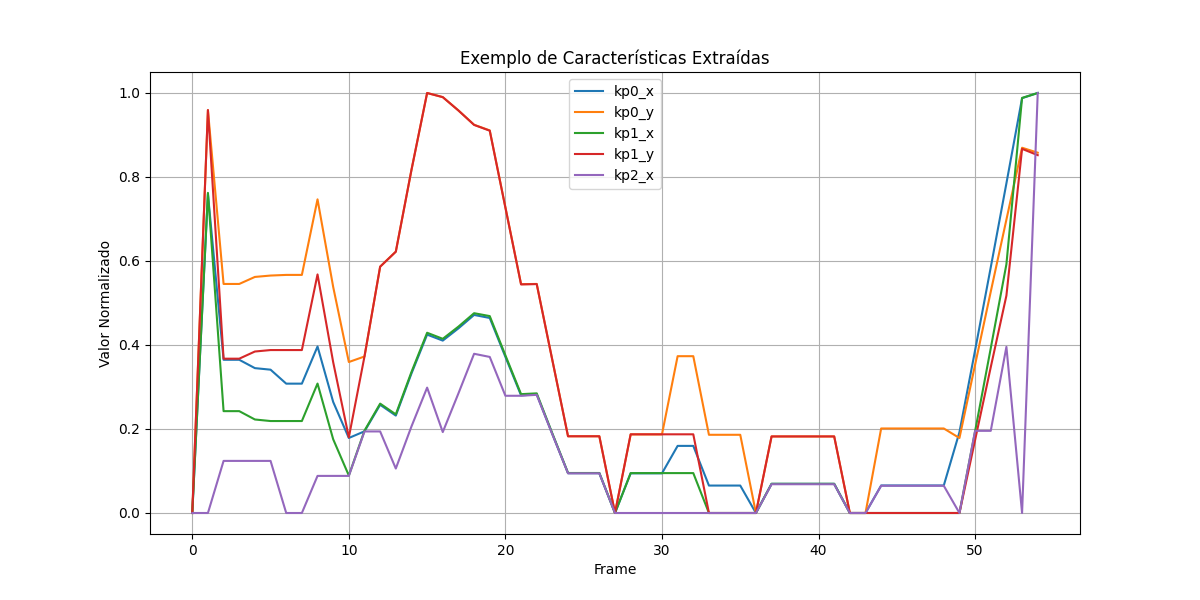 Exemplo de Características Extraídas
kp0_x
kp0_y
kp1_x
kp1_y
kp2_x
Valor Normalizado
1.0
0.8
0.6
0.4
0.2
0.0
0 10 20 30 40 50
Frame